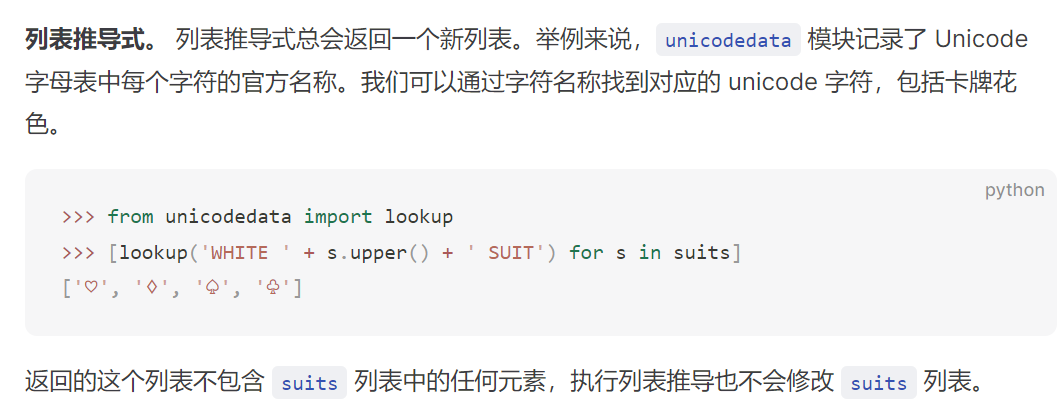 列表推导式。 列表推导式总会返回一个新列表。举例来说，unicodedata 模块记录了 Unicode
字母表中每个字符的官方名称。我们可以通过字符名称找到对应的 unicode 字符，包括卡牌花
色。
python
>>> from unicodedata import lookup
>>> [lookup('WHITE ' + s.upper() + ' SUIT') for s in suits]
['♡', '♢', '♤', '♧']
返回的这个列表不包含 suits 列表中的任何元素，执行列表推导也不会修改 suits 列表。